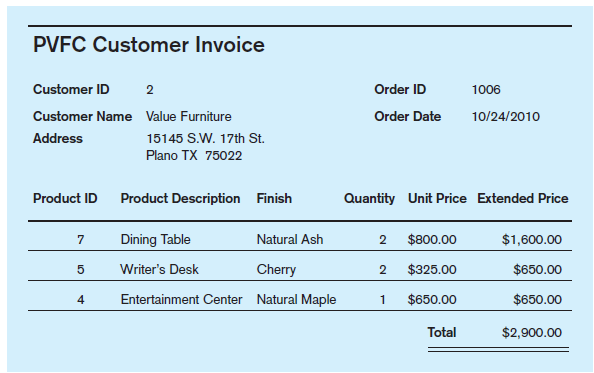 PVFC Customer Invoice
Customer ID 2 Order ID 1006
Customer Name Value Furniture Order Date 10/24/2010
Address 15145 S.W. 17th St.
Plano TX 75022
Product ID Product Description Finish Quantity Unit Price Extended Price
7 Dining Table Natural Ash 2 $800.00 $1,600.00
5 Writer's Desk Cherry 2 $325.00 $650.00
4 Entertainment Center Natural Maple 1 $650.00 $650.00
Total $2,900.00